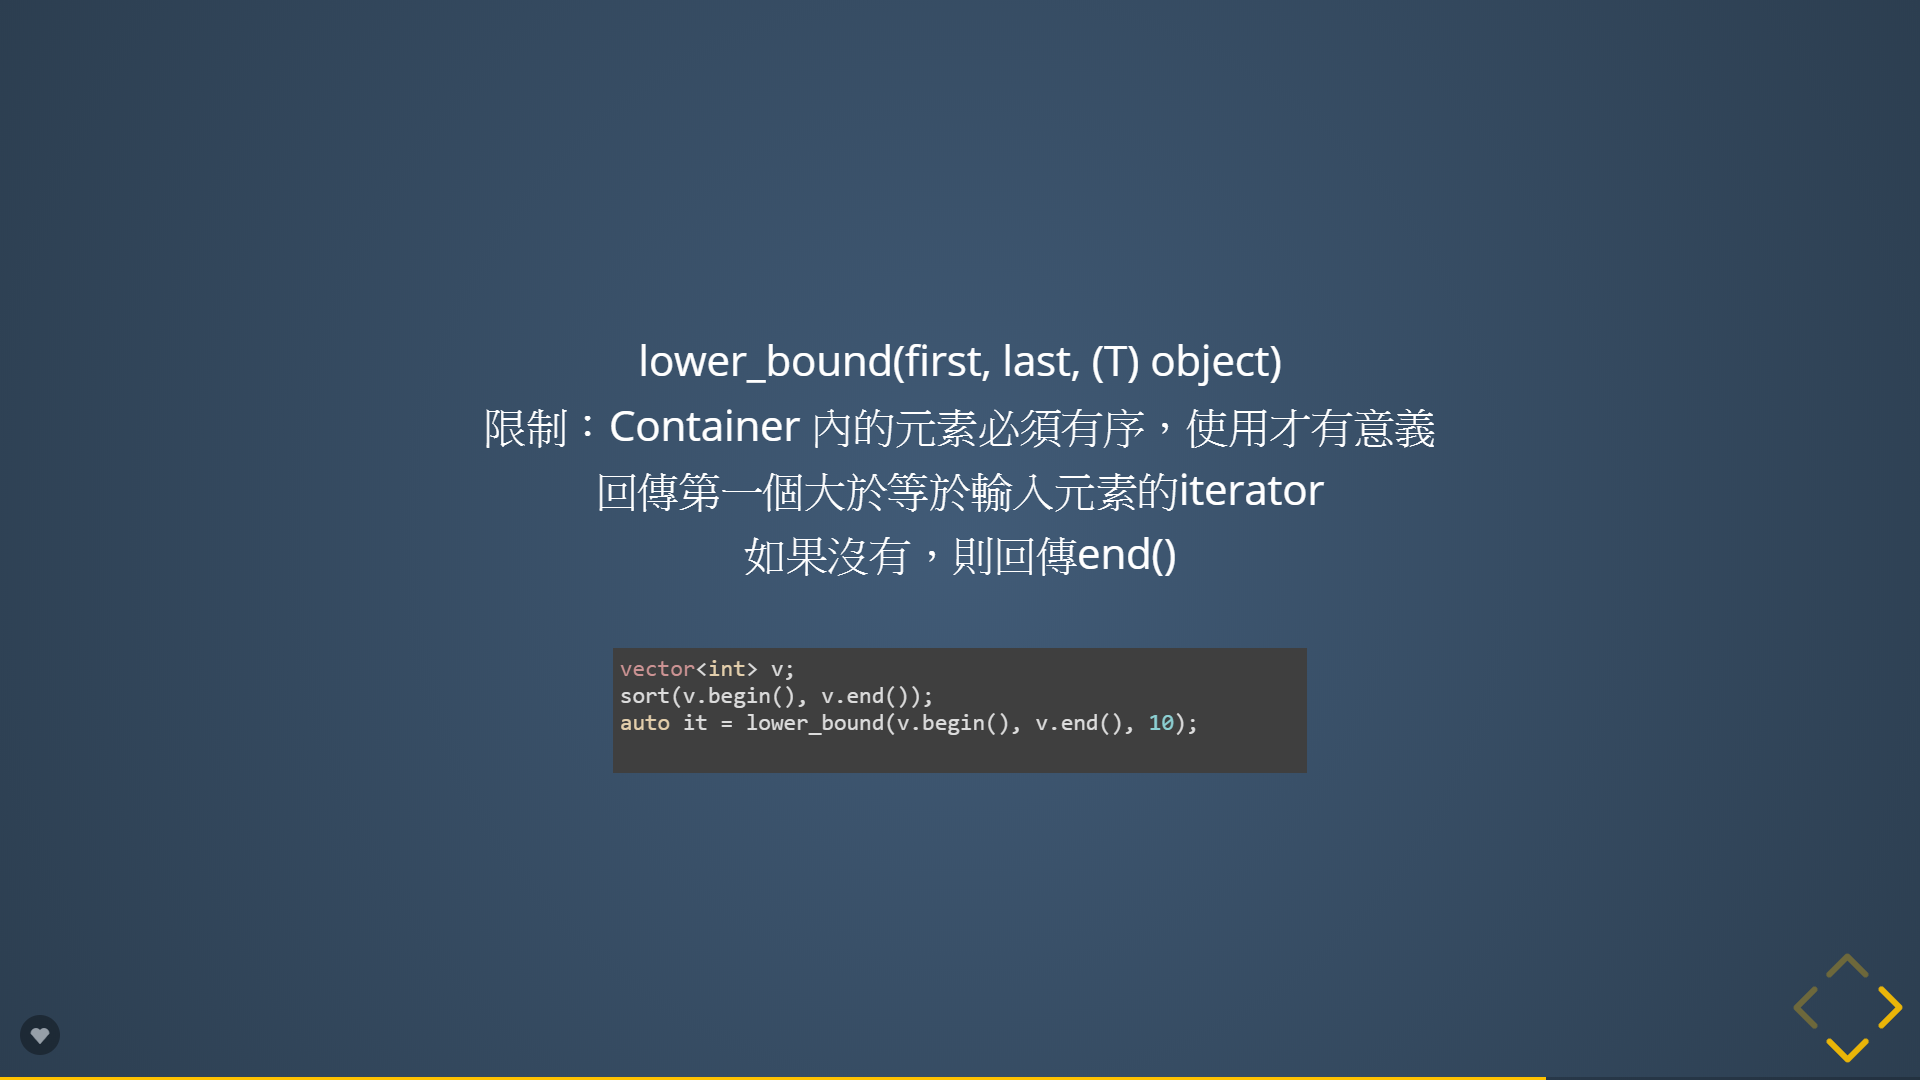 lower_bound(first, last, (T) object)
限制：Container 內的元素必須有序，使用才有意義
回傳第一個大於等於輸入元素的iterator
如果沒有，則回傳end()
vector<int> v;
sort(v.begin(), v.end());
auto it = lower_bound(v.begin(), v.end(), 10);